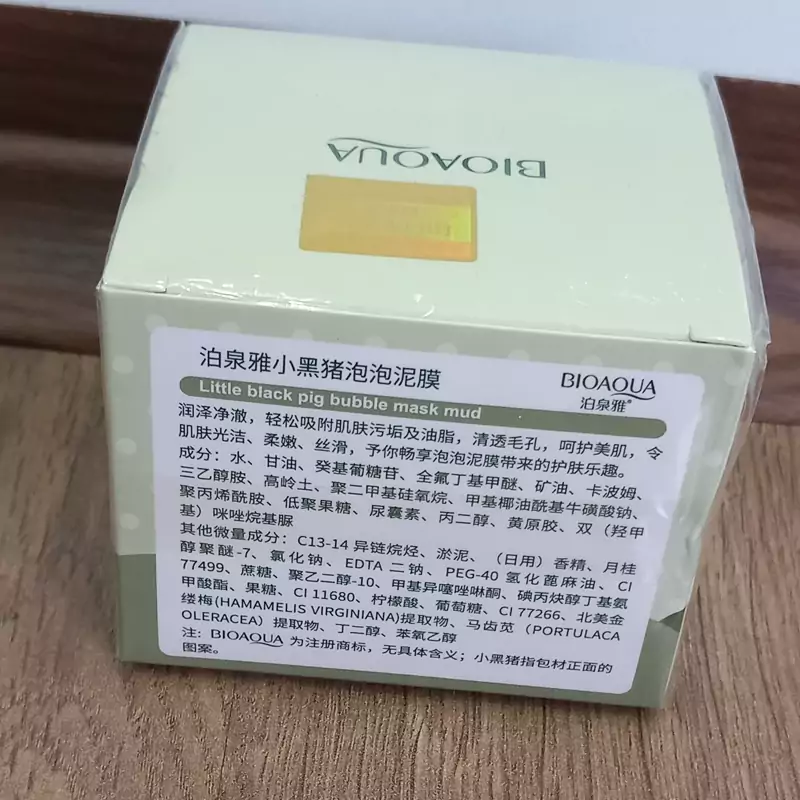 BIOAQUA
泊泉雅小黑猪泡泡泥膜
Little black pig bubble mask mud
BIOAQUA
泊泉雅®
润泽净澈，轻松吸附肌肤污垢及油脂，清透毛孔，呵护美肌，令
肌肤光洁、柔嫩、丝滑，予你畅享泡泡泥膜带来的护肤乐趣。
成分：水、甘油、癸基葡糖苷、全氟丁基甲醚、矿油、卡波姆、
三乙醇胺、高岭土、聚二甲基硅氧烷、甲基椰油酰基牛磺酸钠、
聚丙烯酰胺、低聚果糖、尿囊素、丙二醇、黄原胶、双（羟甲
基）咪唑烷基脲
其他微量成分：C13-14 异链烷烃、淤泥、（日用）香精、月桂
醇聚醚-7、氯化钠、EDTA 二钠、PEG-40 氢化蓖麻油、CI
77499、蔗糖、聚乙二醇-10、甲基异噻唑啉酮、碘丙炔醇丁基氨
甲酸酯、果糖、CI 11680、柠檬酸、葡萄糖、CI 77266、北美金
缕梅(HAMAMELIS VIRGINIANA)提取物、马齿苋（PORTULACA
OLERACEA）提取物、丁二醇、苯氧乙醇
注：BIOAQUA 为注册商标，无具体含义；小黑猪指包材正面的
图案。